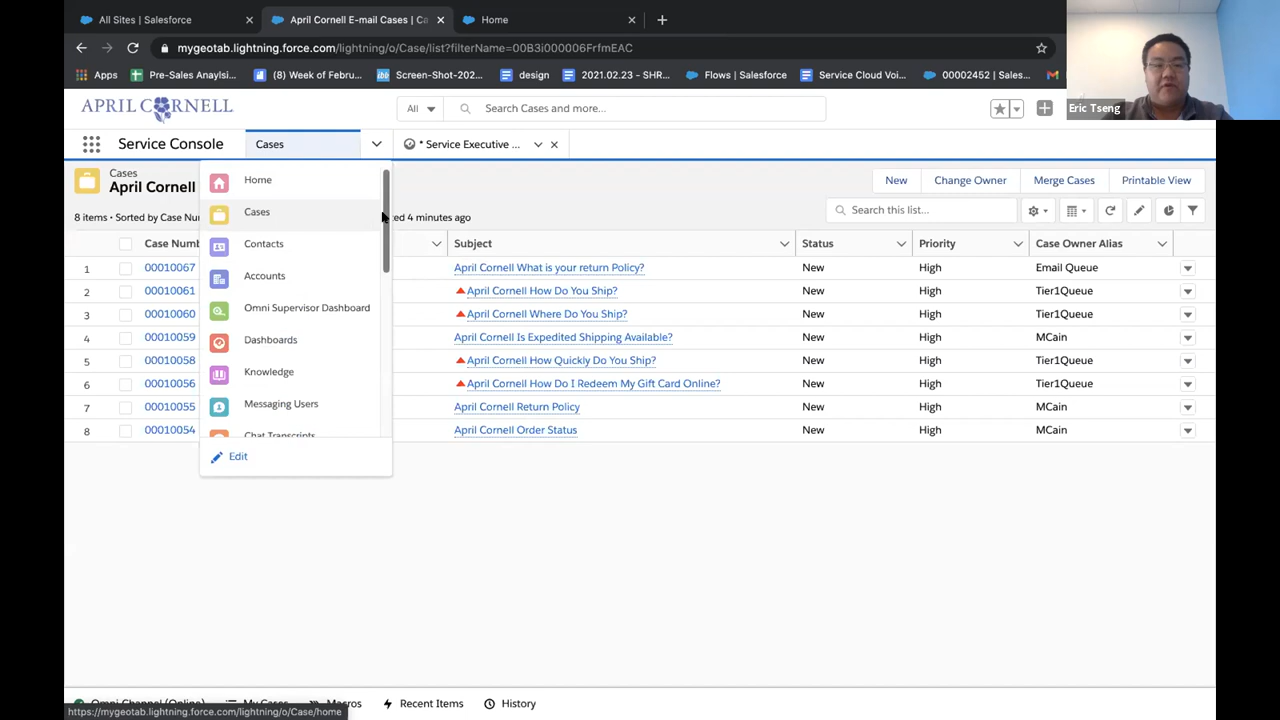 All Sites | Salesforce
April Cornell E-mail Cases | Ca
Home
mygeotab.lightning.force.com/lightning/o/Case/list?filterName=00B3i000006FrfmEAC
Apps
Pre-Sales Anaylsi...
(8) Week of Febru...
Screen-Shot-202...
design
2021.02.23 - SHR...
Flows | Salesforce
Service Cloud Voi...
00002452 | Sales...
Eric Tseng
APRIL CORNELL
All
Search Cases and more...
Service Console
Cases
* Service Executive ...
Cases
April Cornell
New
Change Owner
Merge Cases
Printable View
8 items • Sorted by Case Nu
ed 4 minutes ago
Search this list...
Case Numb
Subject
Status
Priority
Case Owner Alias
1 00010067 April Cornell What is your return Policy? New High Email Queue
2 00010061 April Cornell How Do You Ship? New High Tier1Queue
3 00010060 April Cornell Where Do You Ship? New High Tier1Queue
4 00010059 April Cornell Is Expedited Shipping Available? New High MCain
5 00010058 April Cornell How Quickly Do You Ship? New High Tier1Queue
6 00010056 April Cornell How Do I Redeem My Gift Card Online? New High Tier1Queue
7 00010055 April Cornell Return Policy New High MCain
8 00010054 April Cornell Order Status New High MCain
Home
Cases
Contacts
Accounts
Omni Supervisor Dashboard
Dashboards
Knowledge
Messaging Users
Chat Transcripts
Edit
Omni-Channel (Online)
My Cases
Macros
Recent Items
History
https://mygeotab.lightning.force.com/lightning/o/Case/home